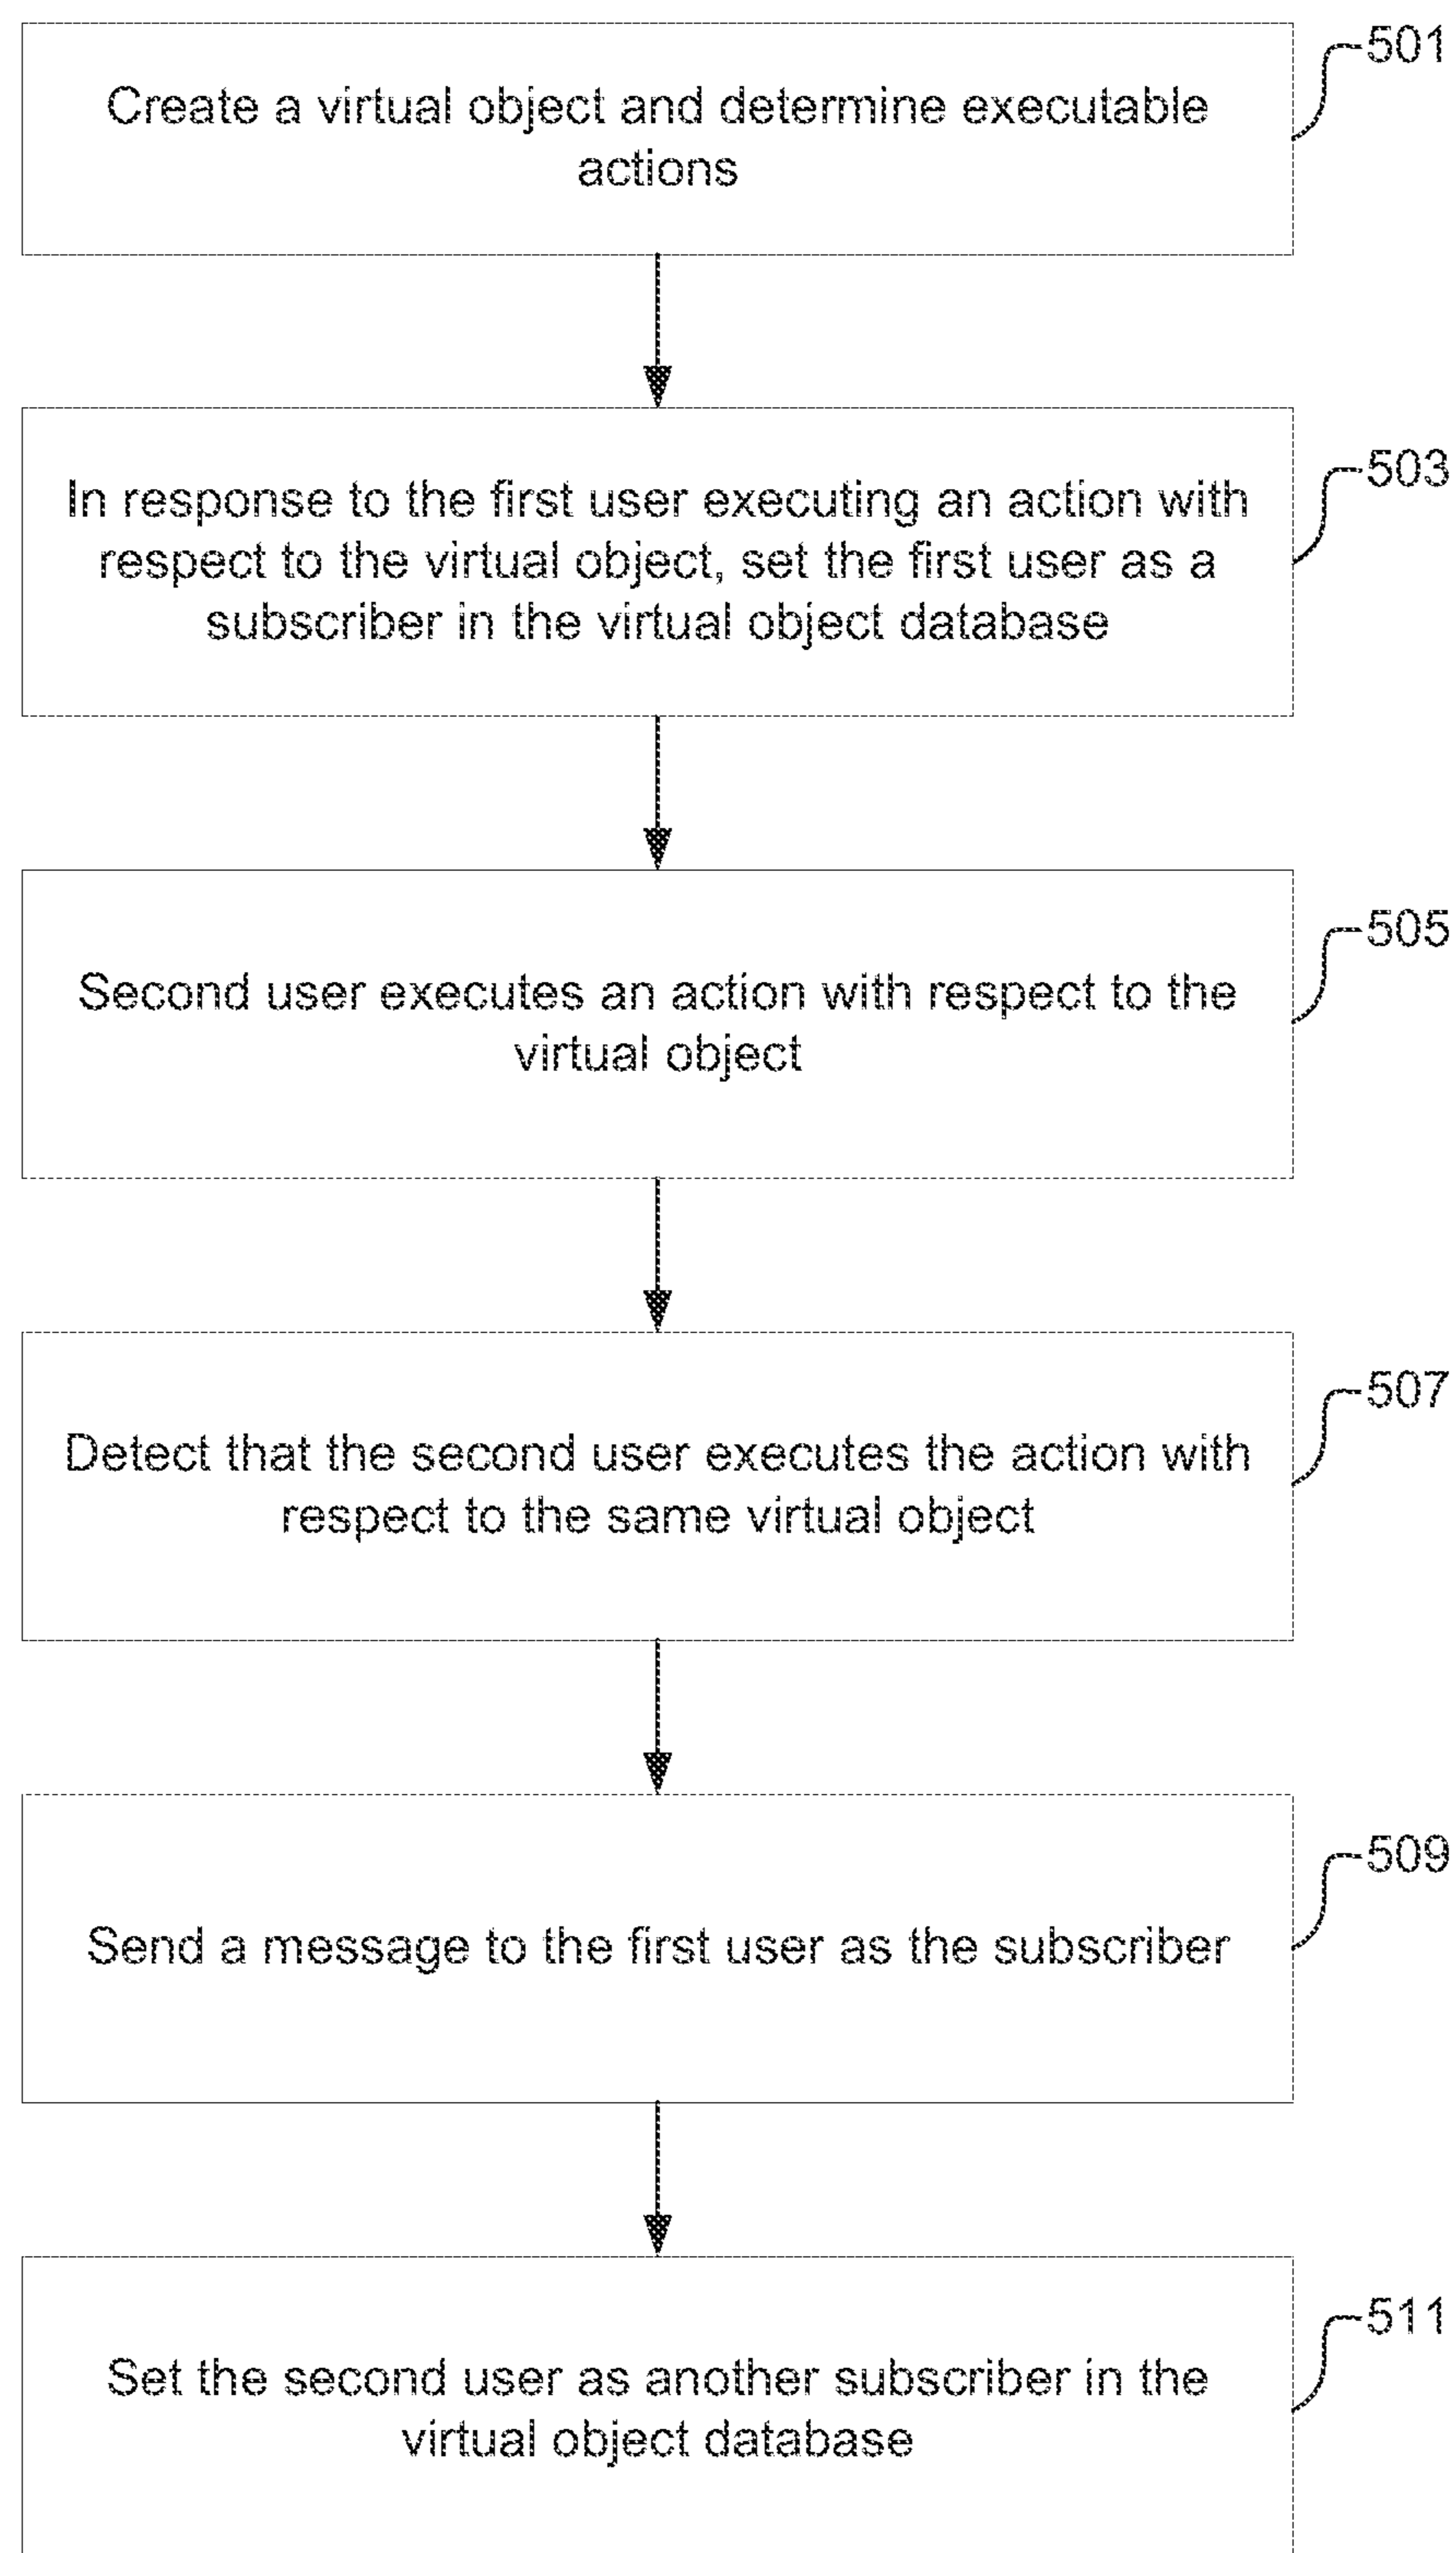 501
Create a virtual object and determine executable
actions
503
In response to the first user executing an action with
respect to the virtual object, set the first user as a
subscriber in the virtual object database
505
Second user executes an action with respect to the
virtual object
507
Detect that the second user executes the action with
respect to the same virtual object
509
Send a message to the first user as the subscriber
511
Set the second user as another subscriber in the
virtual object database